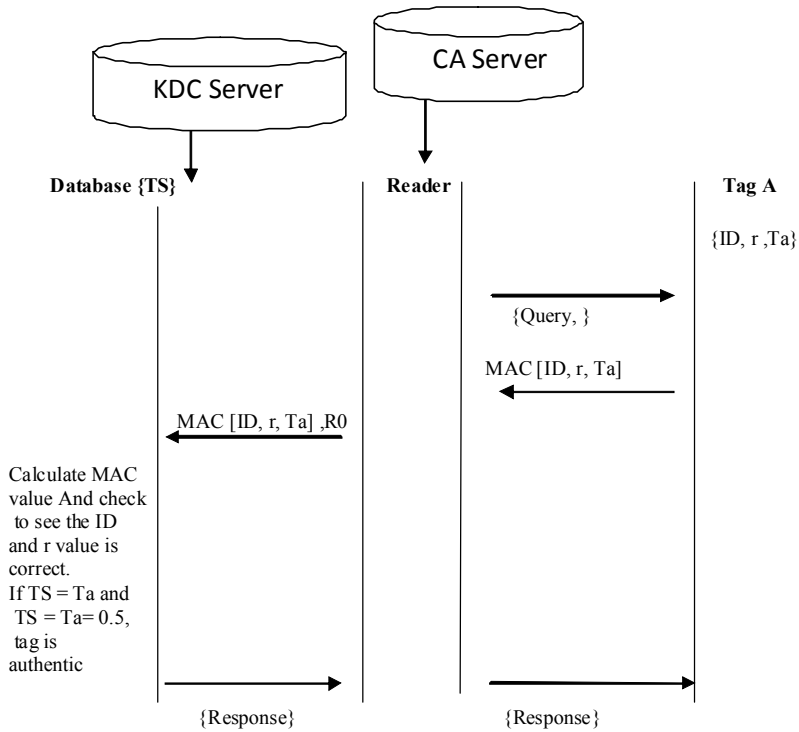 KDC Server
CA Server
Database {TS}
Reader
Tag A
{ID, r ,Ta}
{Query, }
MAC [ID, r, Ta]
MAC [ID, r, Ta] ,R0
Calculate MAC
value And check
to see the ID
and r value is
correct.
If TS = Ta and
TS = Ta= 0.5,
tag is
authentic
{Response}
{Response}